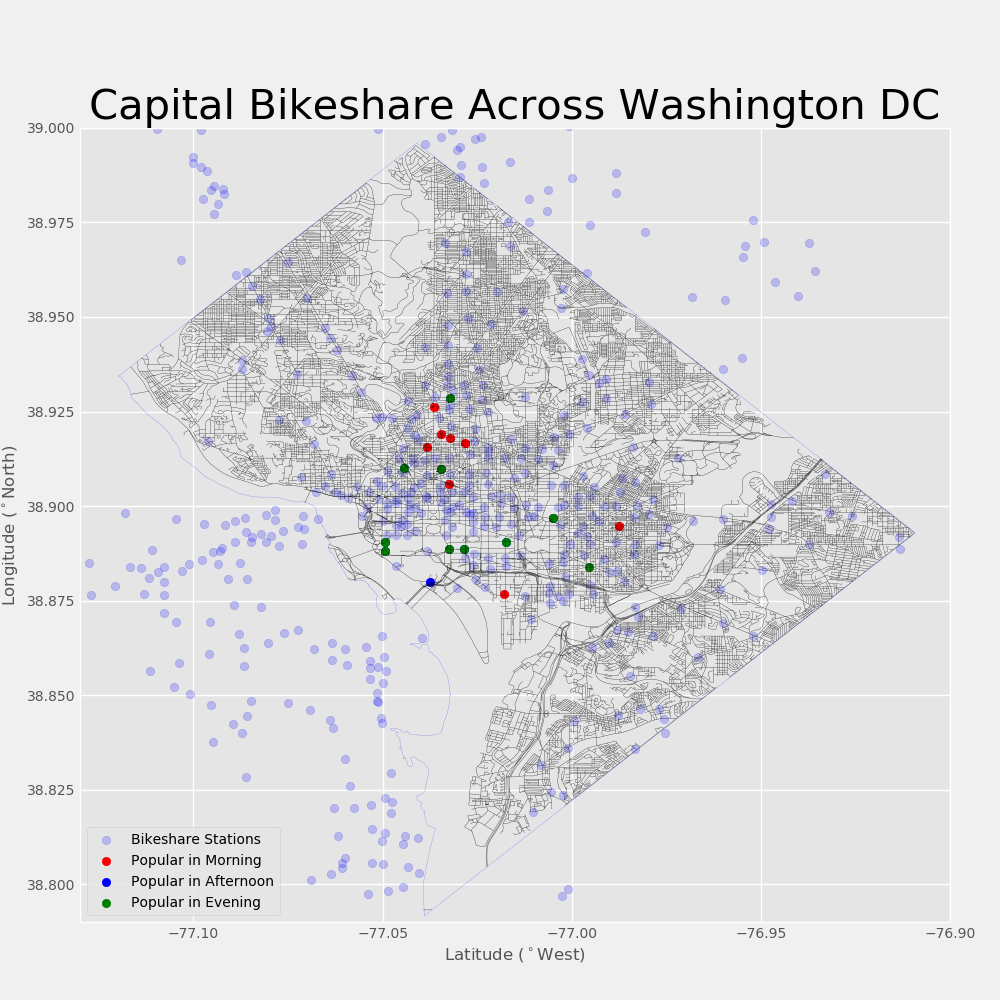 Capital Bikeshare Across Washington DC
39.000
38.975
38.950
38.925
38.900
38.875
38.850
38.825
38.800
Longitude (°North)
Bikeshare Stations
Popular in Morning
Popular in Afternoon
Popular in Evening
−77.10 −77.05 −77.00 −76.95 −76.90
Latitude (°West)